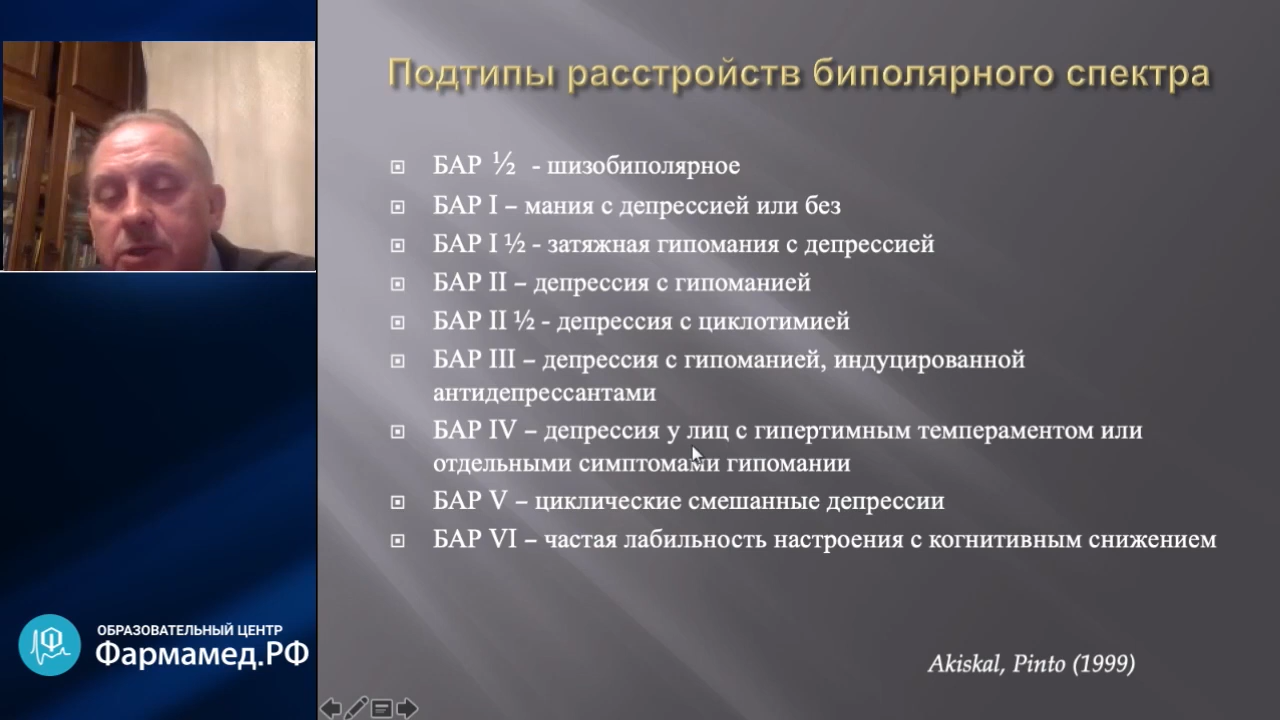 Подтипы расстройств биполярного спектра
БАР ½ - шизобиполярное
БАР I – мания с депрессией или без
БАР I ½ - затяжная гипомания с депрессией
БАР II – депрессия с гипоманией
БАР II ½ - депрессия с циклотимией
БАР III – депрессия с гипоманией, индуцированной
антидепрессантами
БАР IV – депрессия у лиц с гипертимным темпераментом или
отдельными симптомами гипомании
БАР V – циклические смешанные депрессии
БАР VI – частая лабильность настроения с когнитивным снижением
Akiskal, Pinto (1999)
ОБРАЗОВАТЕЛЬНЫЙ ЦЕНТР
Фармамед.РФ